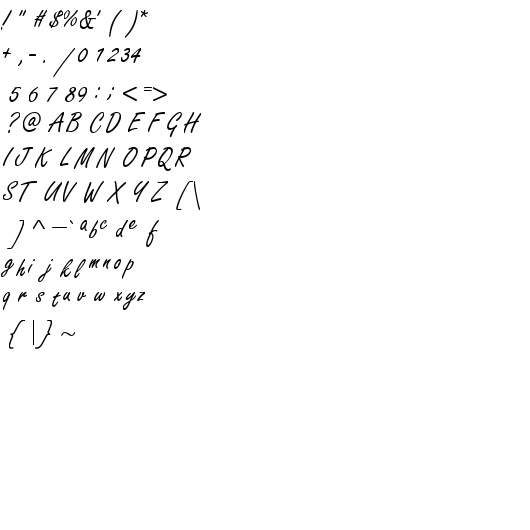 ! " # $ % & ' ( ) *
+ , - . / 0 1 2 3 4
5 6 7 8 9 : ; < = >
? @ A B C D E F G H
I J K L M N O P Q R
S T U V W X Y Z [ \
] ^ _ ` a b c d e f
g h i j k l m n o p
q r s t u v w x y z
{ | } ~